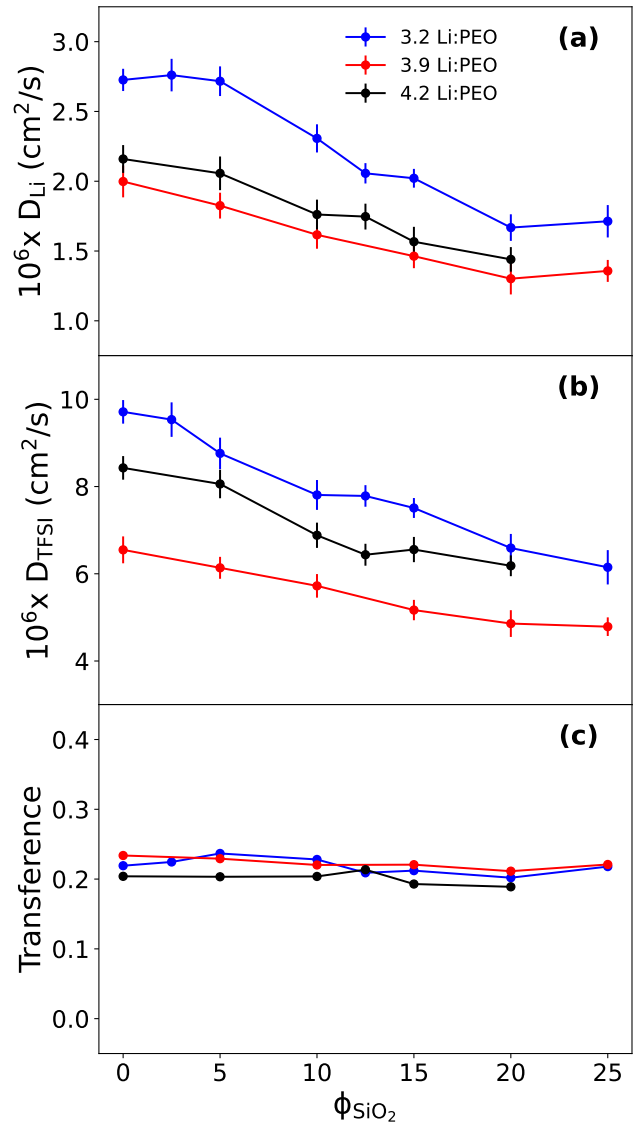 (a)
3.2 Li:PEO
3.9 Li:PEO
4.2 Li:PEO
10⁶x D_Li (cm²/s)
3.0
2.5
2.0
1.5
1.0
(b)
10⁶x D_TFSI (cm²/s)
10
8
6
4
(c)
Transference
0.4
0.3
0.2
0.1
0.0
0 5 10 15 20 25
ϕ_SiO₂